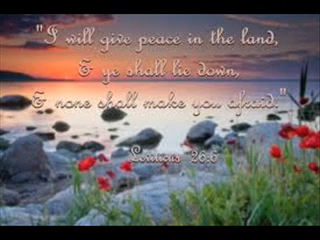 "I will give peace in the land,
& ye shall lie down,
& none shall make you afraid."
Leviticus 26:6